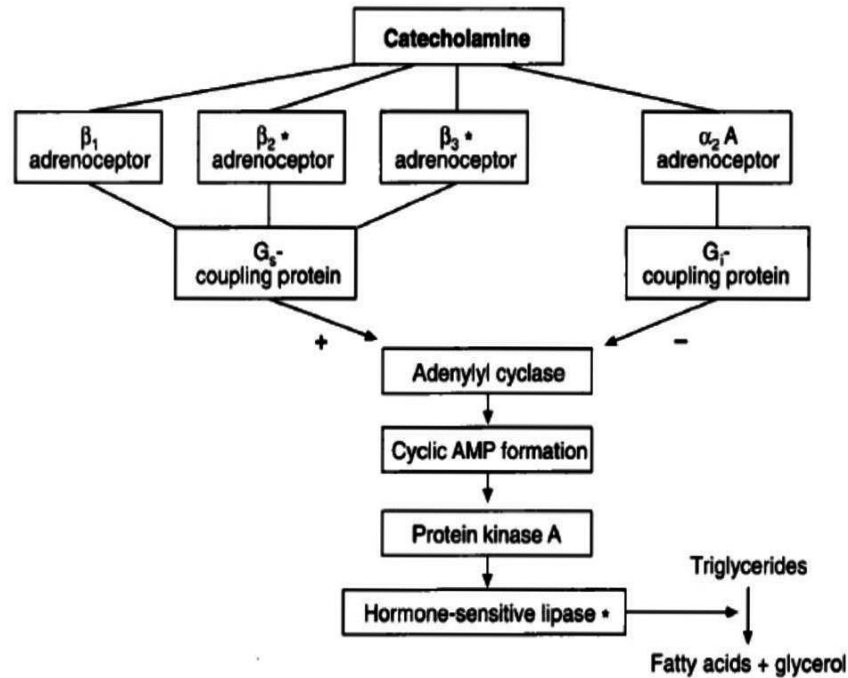 Catecholamine
β₁
adrenoceptor
β₂ *
adrenoceptor
β₃ *
adrenoceptor
α₂ A
adrenoceptor
Gₛ-
coupling protein
Gᵢ-
coupling protein
+
–
Adenylyl cyclase
Cyclic AMP formation
Protein kinase A
Triglycerides
Hormone-sensitive lipase *
Fatty acids + glycerol